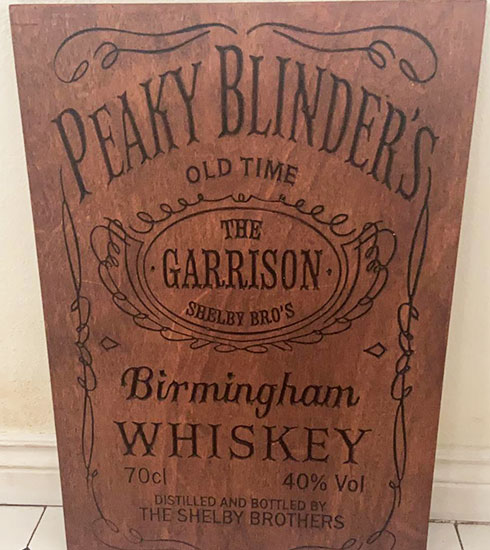 PEAKY BLINDER'S
OLD TIME
THE
GARRISON
SHELBY BRO'S
Birmingham
WHISKEY
70cl 40% Vol
DISTILLED AND BOTTLED BY
THE SHELBY BROTHERS